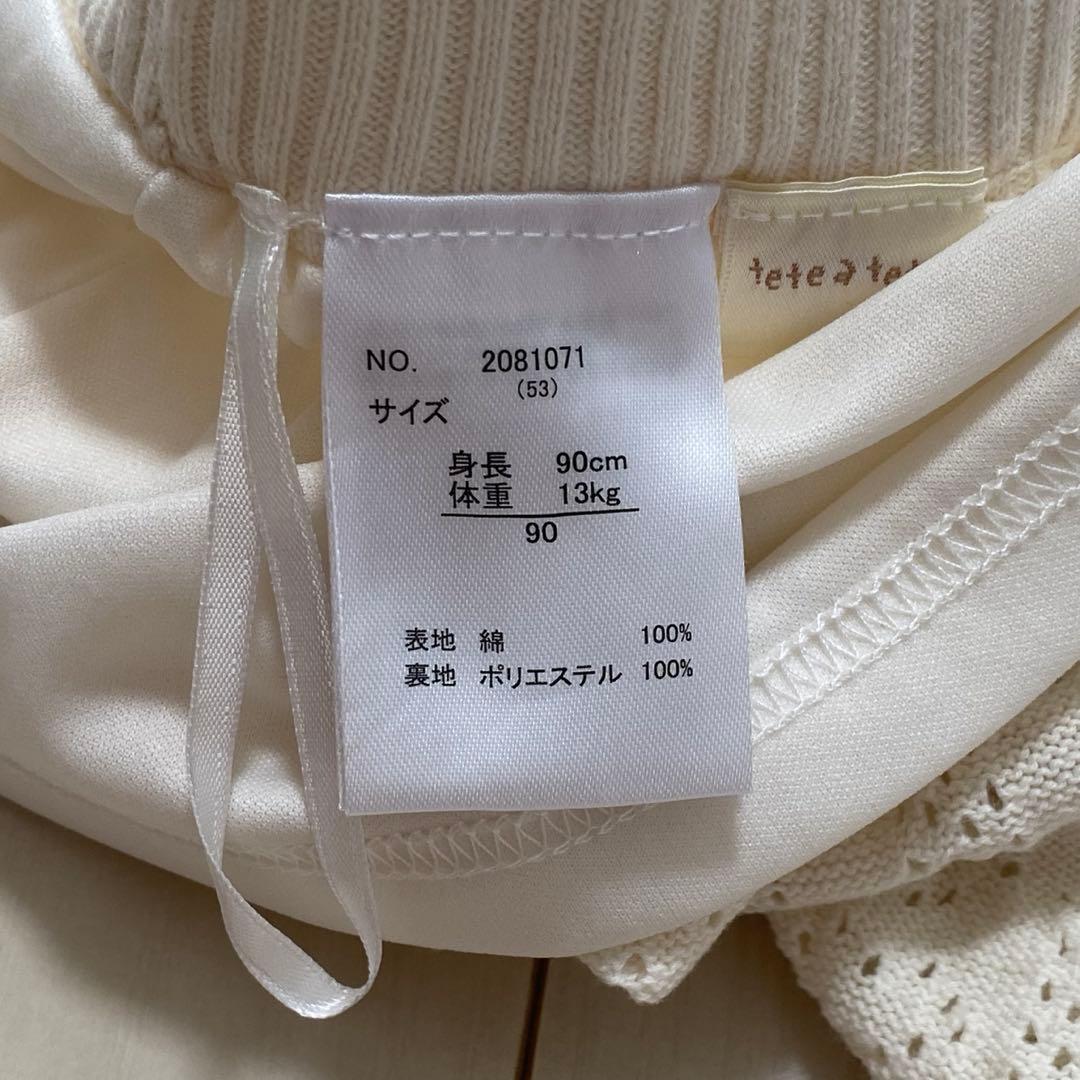 NO. 2081071
(53)
サイズ
身長 90cm
体重 13kg
90
表地 綿 100%
裏地 ポリエステル 100%
tete a